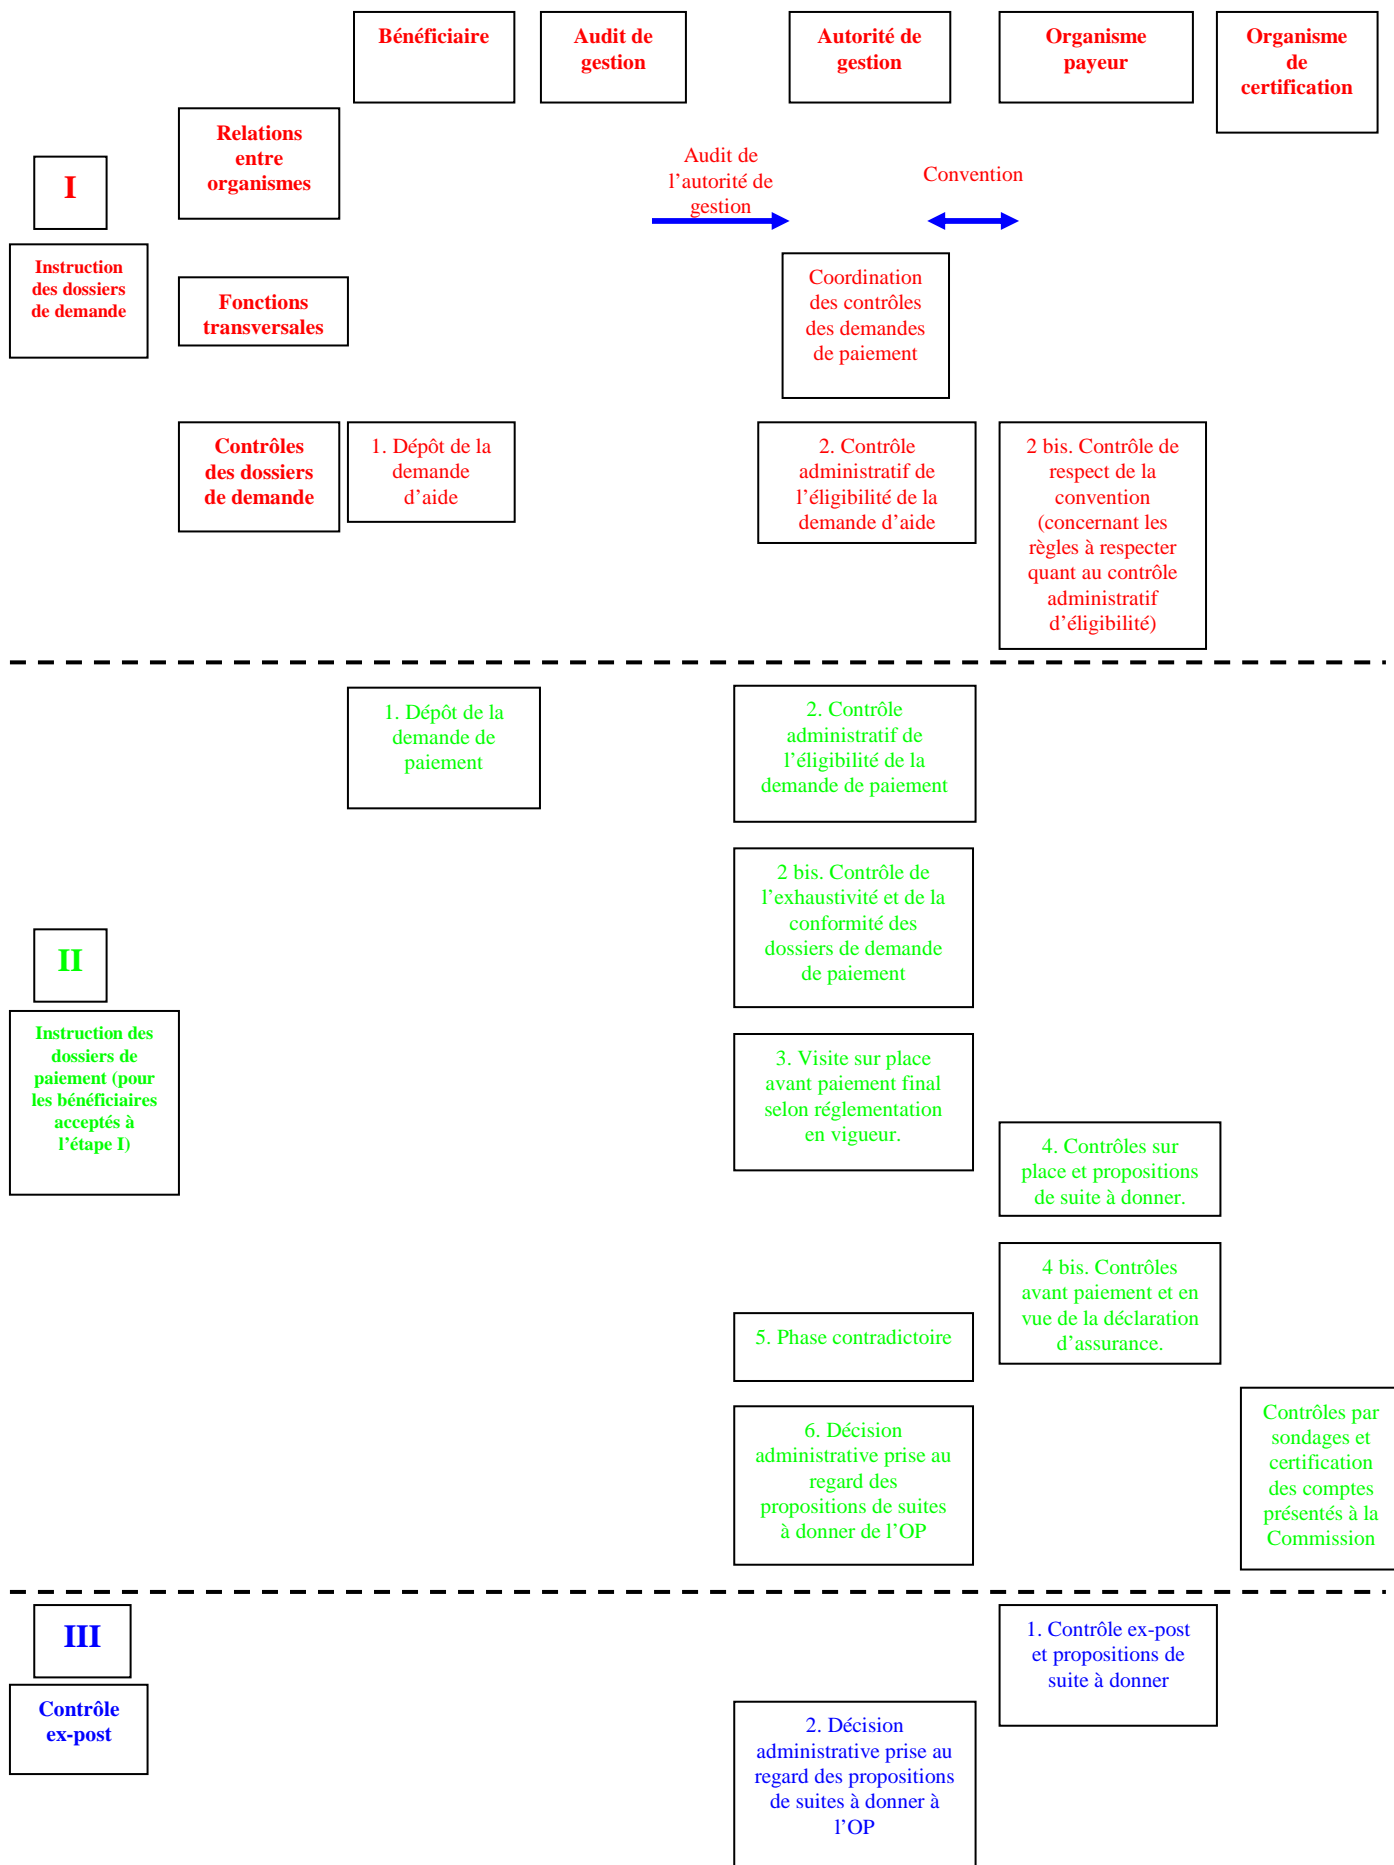 Bénéficiaire
Audit de
gestion
Autorité de
gestion
Organisme
payeur
Organisme
de
certification
I
Relations
entre
organismes
Audit de
l’autorité de
gestion
Convention
Instruction
des dossiers
de demande
Fonctions
transversales
Coordination
des contrôles
des demandes
de paiement
Contrôles
des dossiers
de demande
1. Dépôt de la
demande
d’aide
2. Contrôle
administratif de
l’éligibilité de la
demande d’aide
2 bis. Contrôle de
respect de la
convention
(concernant les
règles à respecter
quant au contrôle
administratif
d’éligibilité)
1. Dépôt de la
demande de
paiement
2. Contrôle
administratif de
l’éligibilité de la
demande de paiement
2 bis. Contrôle de
l’exhaustivité et de la
conformité des
dossiers de demande
de paiement
II
Instruction des
dossiers de
paiement (pour
les bénéficiaires
acceptés à
l’étape I)
3. Visite sur place
avant paiement final
selon réglementation
en vigueur.
4. Contrôles sur
place et propositions
de suite à donner.
4 bis. Contrôles
avant paiement et en
vue de la déclaration
d’assurance.
5. Phase contradictoire
6. Décision
administrative prise au
regard des
propositions de suites
à donner de l’OP
Contrôles par
sondages et
certification
des comptes
présentés à la
Commission
III
Contrôle
ex-post
1. Contrôle ex-post
et propositions de
suite à donner
2. Décision
administrative prise au
regard des propositions
de suites à donner à
l’OP